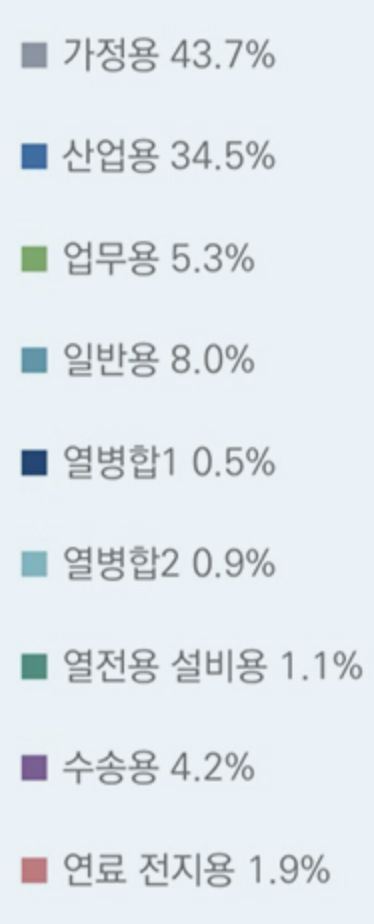 가정용 43.7%
산업용 34.5%
업무용 5.3%
일반용 8.0%
열병합1 0.5%
열병합2 0.9%
열전용 설비용 1.1%
수송용 4.2%
연료 전지용 1.9%